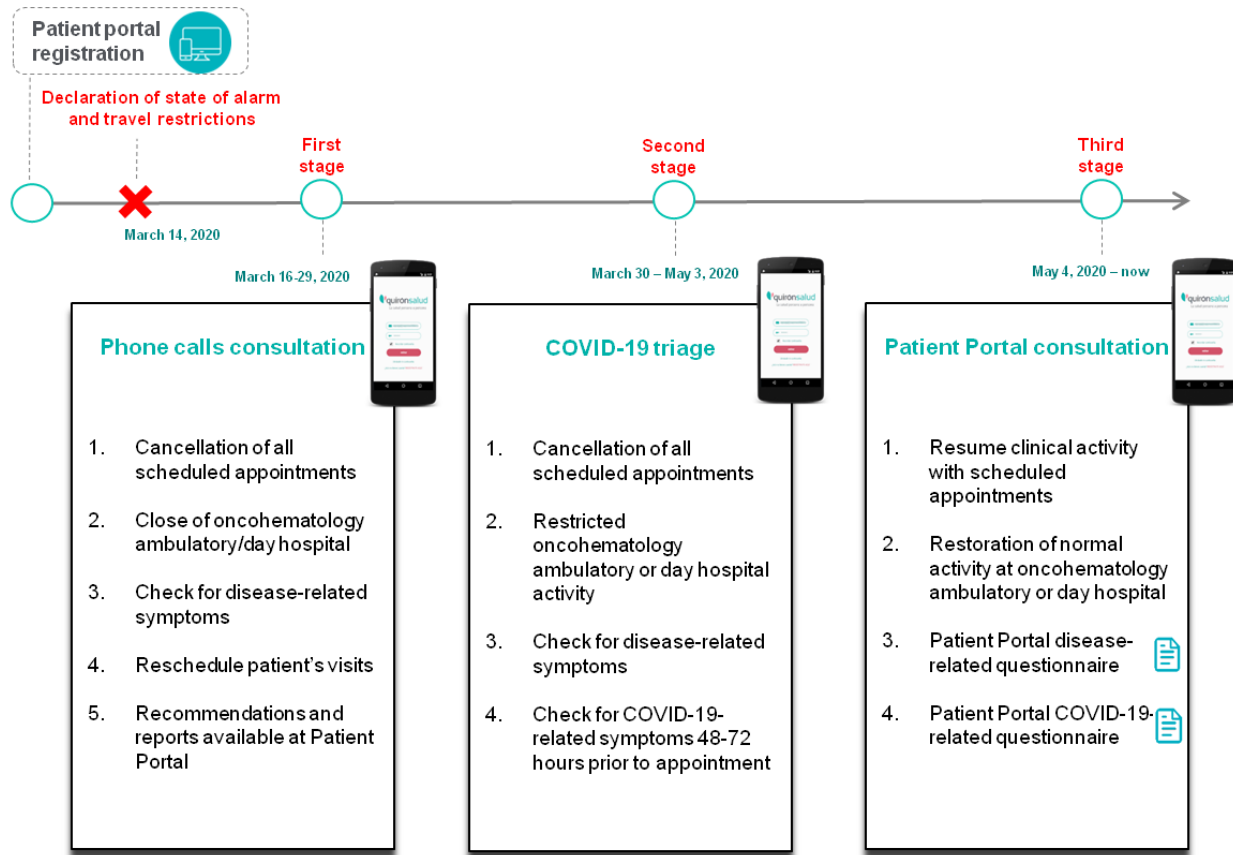 Patient portal
registration
Declaration of state of alarm
and travel restrictions
First
stage
Second
stage
Third
stage
March 14, 2020
March 16-29, 2020
March 30 – May 3, 2020
May 4, 2020 – now
quirónsalud
Phone calls consultation
1. Cancellation of all
scheduled appointments
2. Close of oncohematology
ambulatory/day hospital
3. Check for disease-related
symptoms
4. Reschedule patient's visits
5. Recommendations and
reports available at Patient
Portal
quirónsalud
COVID-19 triage
1. Cancellation of all
scheduled appointments
2. Restricted
oncohematology
ambulatory or day hospital
activity
3. Check for disease-related
symptoms
4. Check for COVID-19-
related symptoms 48-72
hours prior to appointment
quirónsalud
Patient Portal consultation
1. Resume clinical activity
with scheduled
appointments
2. Restoration of normal
activity at oncohematology
ambulatory or day hospital
3. Patient Portal disease-
related questionnaire
4. Patient Portal COVID-19-
related questionnaire